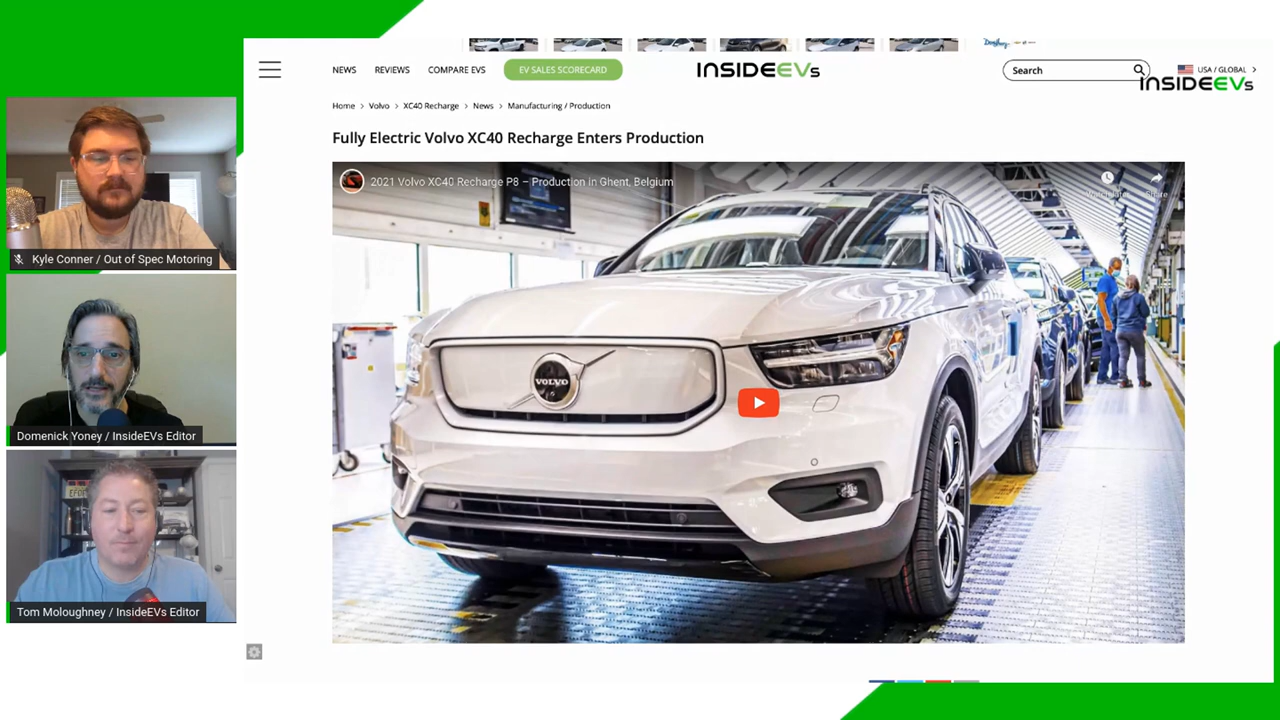 NEWS REVIEWS COMPARE EVS EV SALES SCORECARD INSIDEEVs Search USA / GLOBAL
INSIDEEVs
Home > Volvo > XC40 Recharge > News > Manufacturing / Production
Fully Electric Volvo XC40 Recharge Enters Production
2021 Volvo XC40 Recharge P8 – Production in Ghent, Belgium
Share
VOLVO
Kyle Conner / Out of Spec Motoring
Domenick Yoney / InsideEVs Editor
Tom Moloughney / InsideEVs Editor